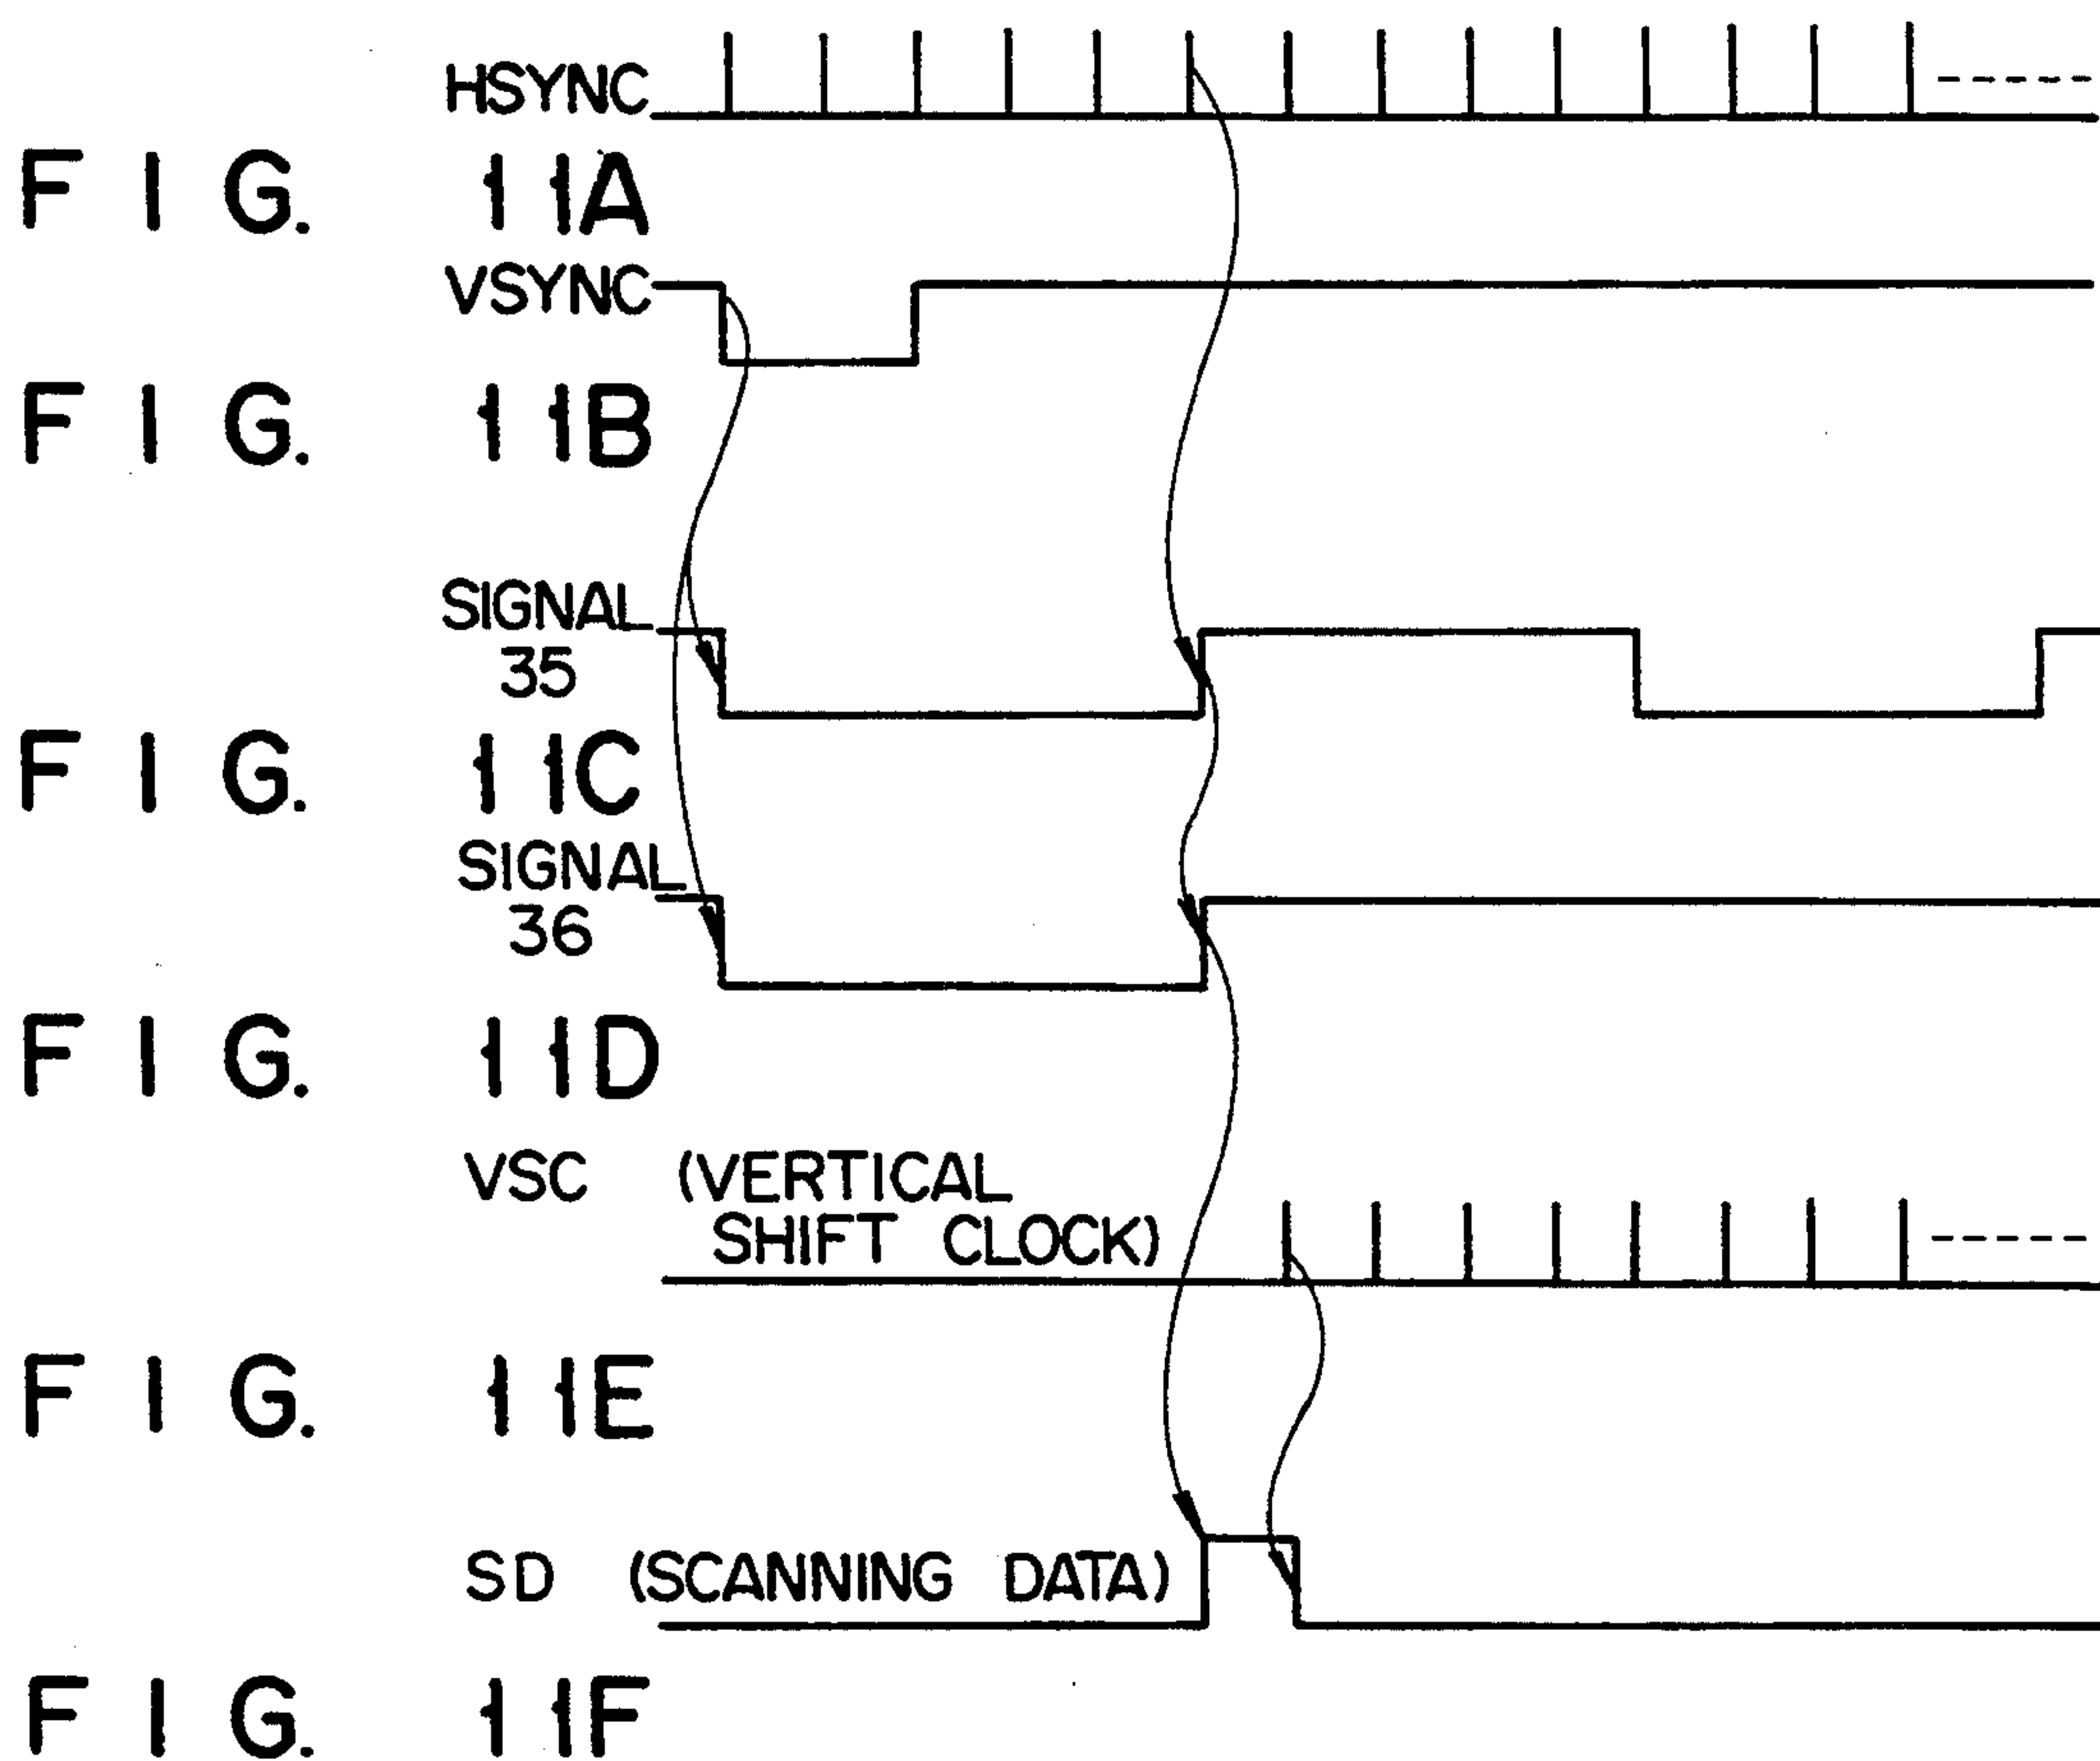 HSYNC
FIG. 11A
VSYNC
FIG. 11B
SIGNAL
35
FIG. 11C
SIGNAL
36
FIG. 11D
VSC (VERTICAL
SHIFT CLOCK)
FIG. 11E
SD (SCANNING DATA)
FIG. 11F